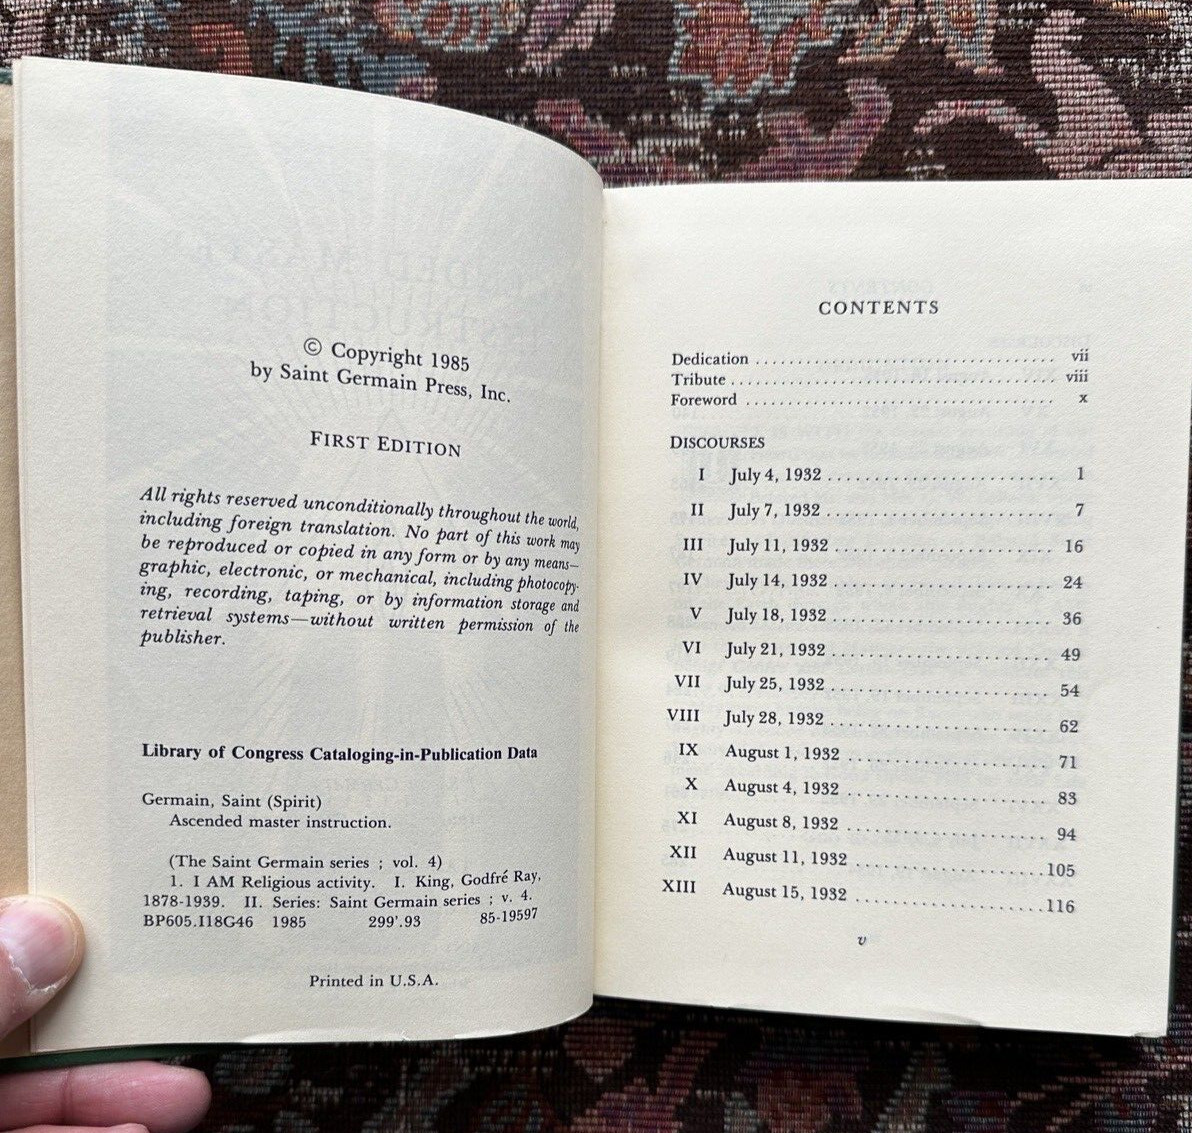 © Copyright 1985
by Saint Germain Press, Inc.
FIRST EDITION
All rights reserved unconditionally throughout the world,
including foreign translation. No part of this work may
be reproduced or copied in any form or by any means—
graphic, electronic, or mechanical, including photocopy-
ing, recording, taping, or by information storage and
retrieval systems—without written permission of the
publisher.
Library of Congress Cataloging-in-Publication Data
Germain, Saint (Spirit)
Ascended master instruction.
(The Saint Germain series ; vol. 4)
1. I AM Religious activity. I. King, Godfré Ray,
1878-1939. II. Series: Saint Germain series ; v. 4.
BP605.I18G46 1985 299'.93 85-19597
Printed in U.S.A.
CONTENTS
Dedication ........................................ vii
Tribute ........................................... viii
Foreword .......................................... x
DISCOURSES
I July 4, 1932 .................................. 1
II July 7, 1932 .................................. 7
III July 11, 1932 ................................ 16
IV July 14, 1932 ................................ 24
V July 18, 1932 ................................ 36
VI July 21, 1932 ................................ 49
VII July 25, 1932 ................................ 54
VIII July 28, 1932 ................................ 62
IX August 1, 1932 .............................. 71
X August 4, 1932 .............................. 83
XI August 8, 1932 .............................. 94
XII August 11, 1932 ............................ 105
XIII August 15, 1932 ............................ 116
v